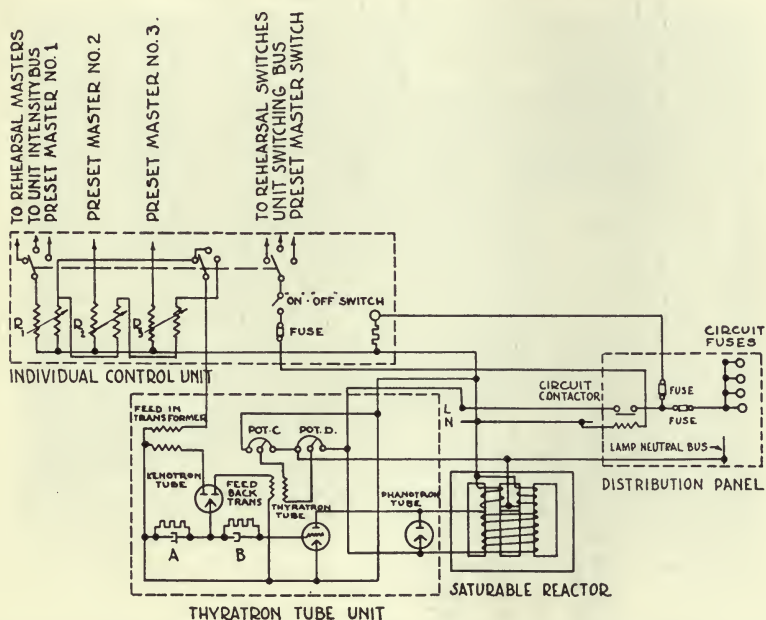 TO REHEARSAL MASTERS
TO UNIT INTENSITY BUS
PRESET MASTER NO. 1
PRESET MASTER NO. 2
PRESET MASTER NO. 3.
TO REHEARSAL SWITCHES
UNIT SWITCHING BUS
PRESET MASTER SWITCH
"ON-OFF" SWITCH
FUSE
R1
R2
R3
INDIVIDUAL CONTROL UNIT
CIRCUIT
FUSES
CIRCUIT
CONTACTOR
FUSE
FUSE
L
N
LAMP NEUTRAL BUS
DISTRIBUTION PANEL
FEED IN
TRANSFORMER
POT. C
POT. D.
KENOTRON
TUBE
FEED
BACK
TRANS
THYRATRON
TUBE
PHANOTRON
TUBE
A
B
SATURABLE REACTOR
THYRATRON TUBE UNIT